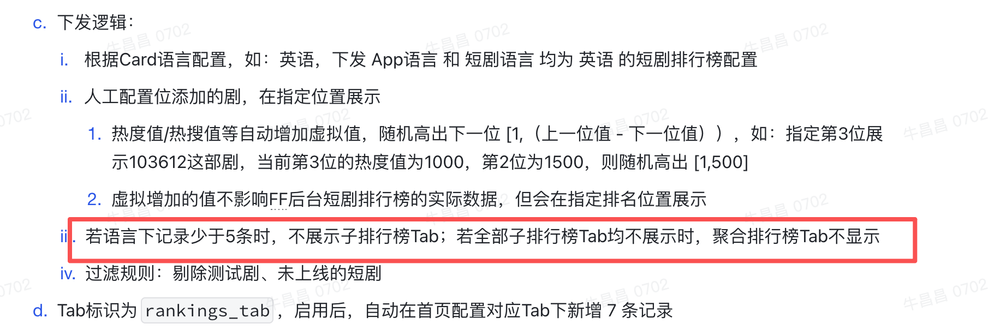 c. 下发逻辑：
i. 根据Card语言配置，如：英语，下发 App语言 和 短剧语言 均为 英语 的短剧排行榜配置
ii. 人工配置位添加的剧，在指定位置展示
1. 热度值/热搜值等自动增加虚拟值，随机高出下一位 [1,（上一位值 - 下一位值）），如：指定第3位展
示103612这部剧，当前第3位的热度值为1000，第2位为1500，则随机高出 [1,500]
2. 虚拟增加的值不影响FF后台短剧排行榜的实际数据，但会在指定排名位置展示
iii. 若语言下记录少于5条时，不展示子排行榜Tab；若全部子排行榜Tab均不展示时，聚合排行榜Tab不显示
iv. 过滤规则：剔除测试剧、未上线的短剧
d. Tab标识为 rankings_tab ，启用后，自动在首页配置对应Tab下新增 7 条记录
牛昌昌 0702